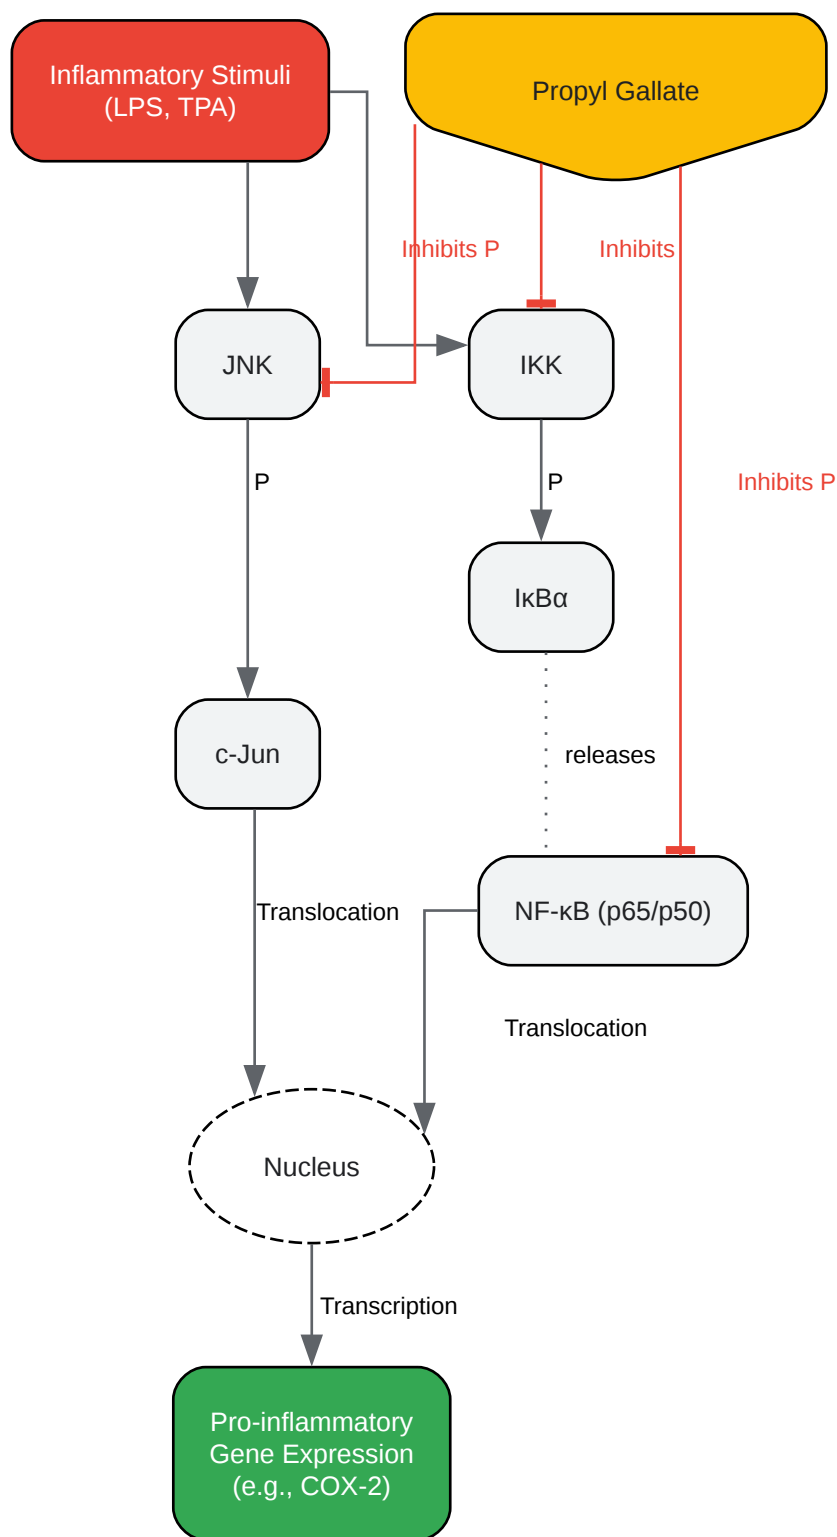 Inflammatory Stimuli
(LPS, TPA)
Propyl Gallate
Inhibits P
Inhibits
JNK
IKK
P
P
Inhibits P
IκBα
c-Jun
releases
Translocation
NF-κB (p65/p50)
Translocation
Nucleus
Transcription
Pro-inflammatory
Gene Expression
(e.g., COX-2)